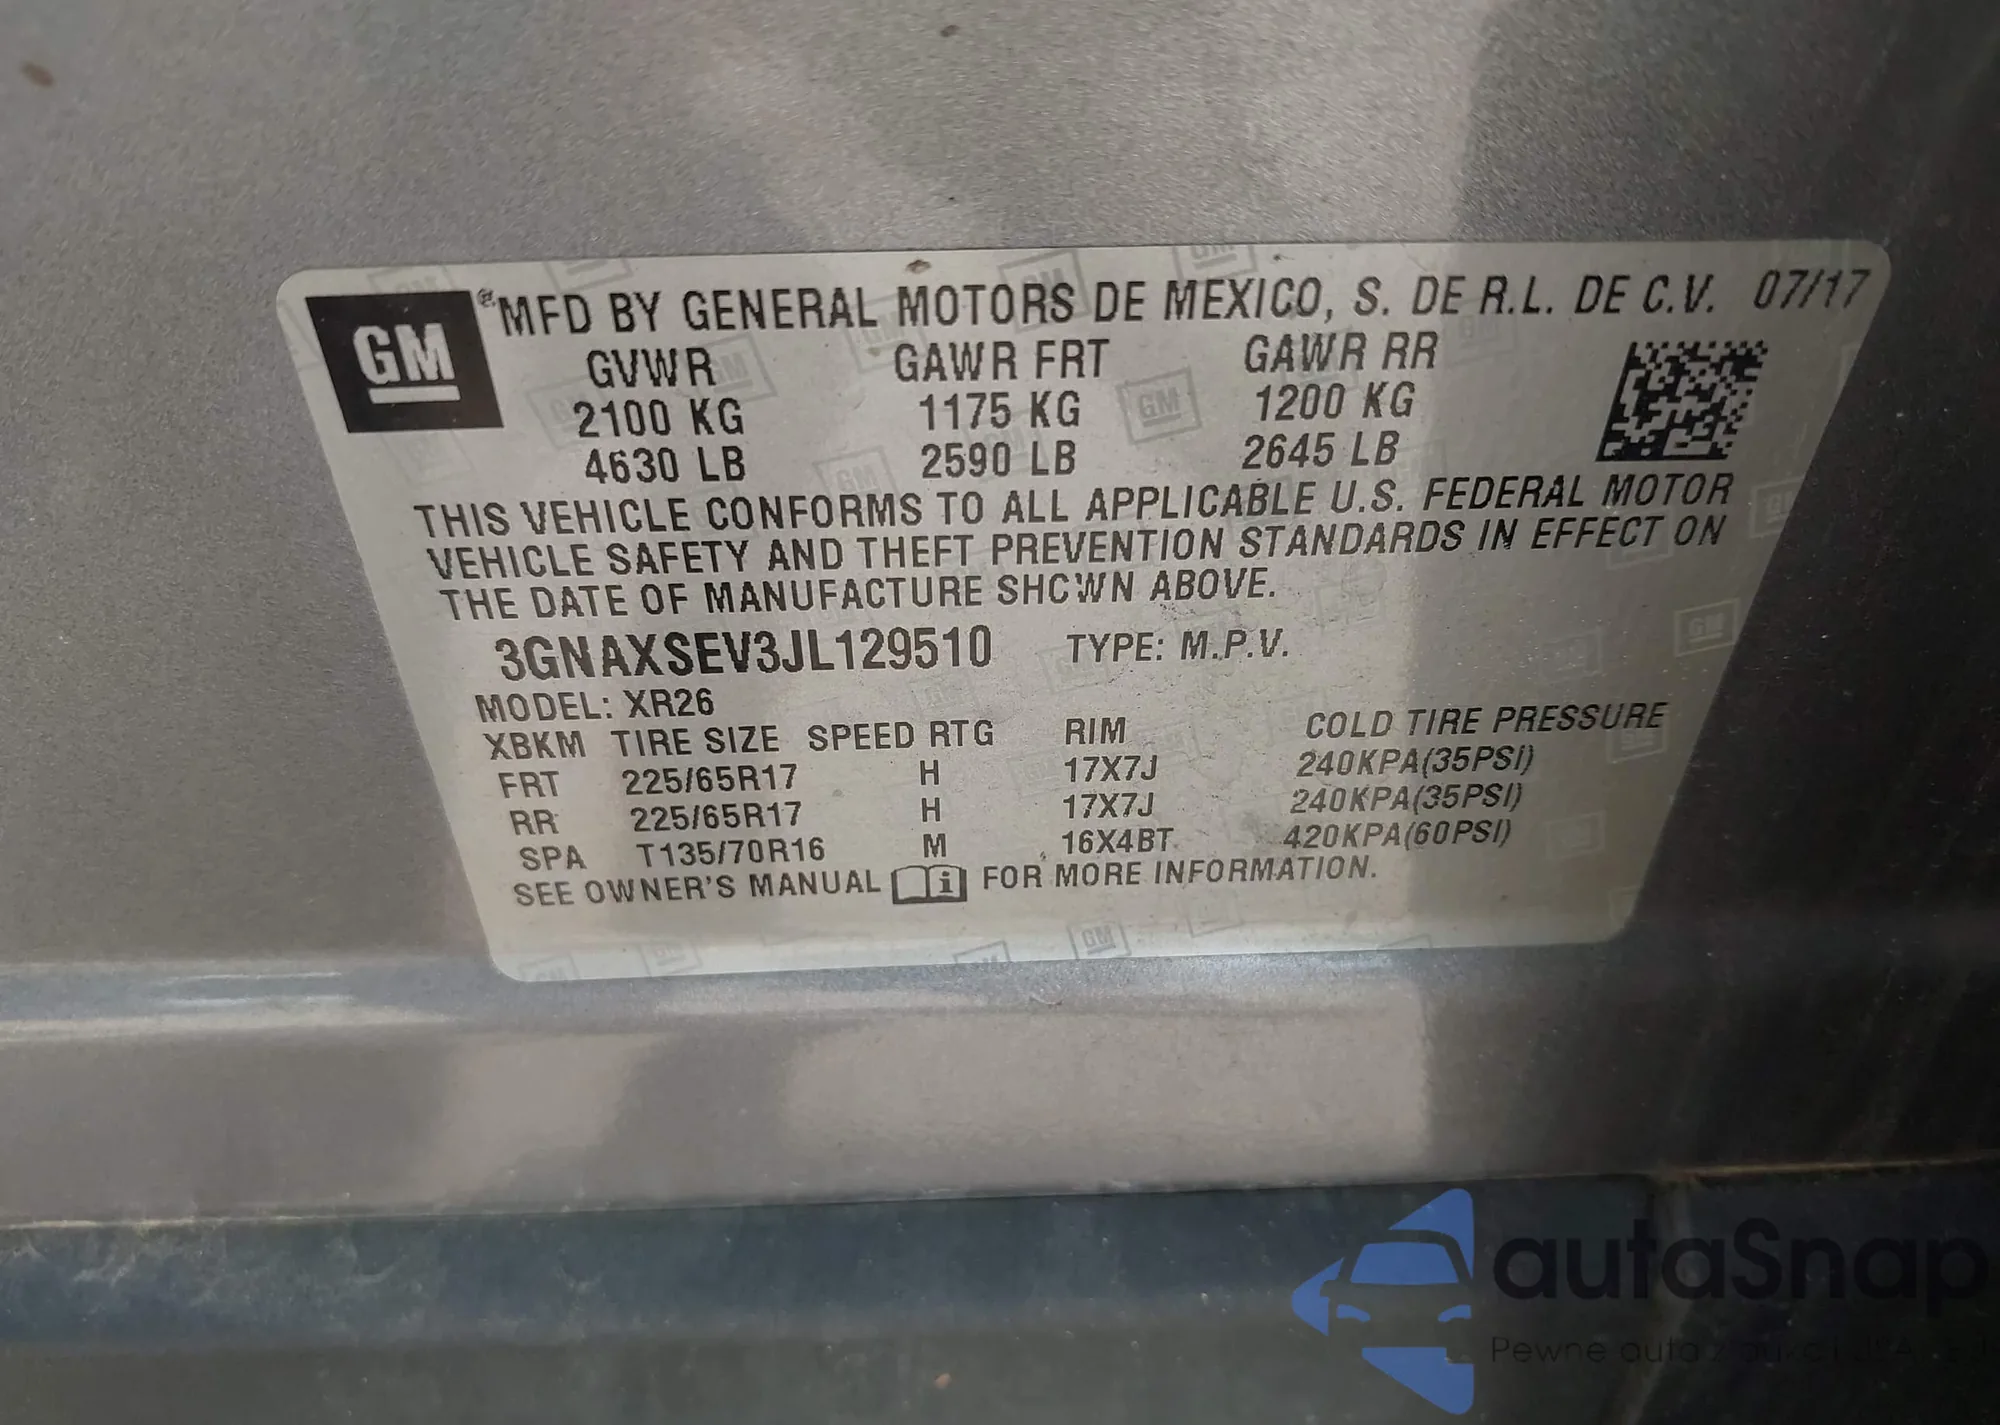 GM
® MFD BY GENERAL MOTORS DE MEXICO, S. DE R.L. DE C.V. 07/17
GVWR GAWR FRT GAWR RR
2100 KG 1175 KG 1200 KG
4630 LB 2590 LB 2645 LB
THIS VEHICLE CONFORMS TO ALL APPLICABLE U.S. FEDERAL MOTOR
VEHICLE SAFETY AND THEFT PREVENTION STANDARDS IN EFFECT ON
THE DATE OF MANUFACTURE SHOWN ABOVE.
3GNAXSEV3JL129510 TYPE: M.P.V.
MODEL: XR26
XBKM TIRE SIZE SPEED RTG RIM COLD TIRE PRESSURE
FRT 225/65R17 H 17X7J 240KPA(35PSI)
RR 225/65R17 H 17X7J 240KPA(35PSI)
SPA T135/70R16 M 16X4BT 420KPA(60PSI)
SEE OWNER'S MANUAL i FOR MORE INFORMATION.
autaSnap
Pewne auta z